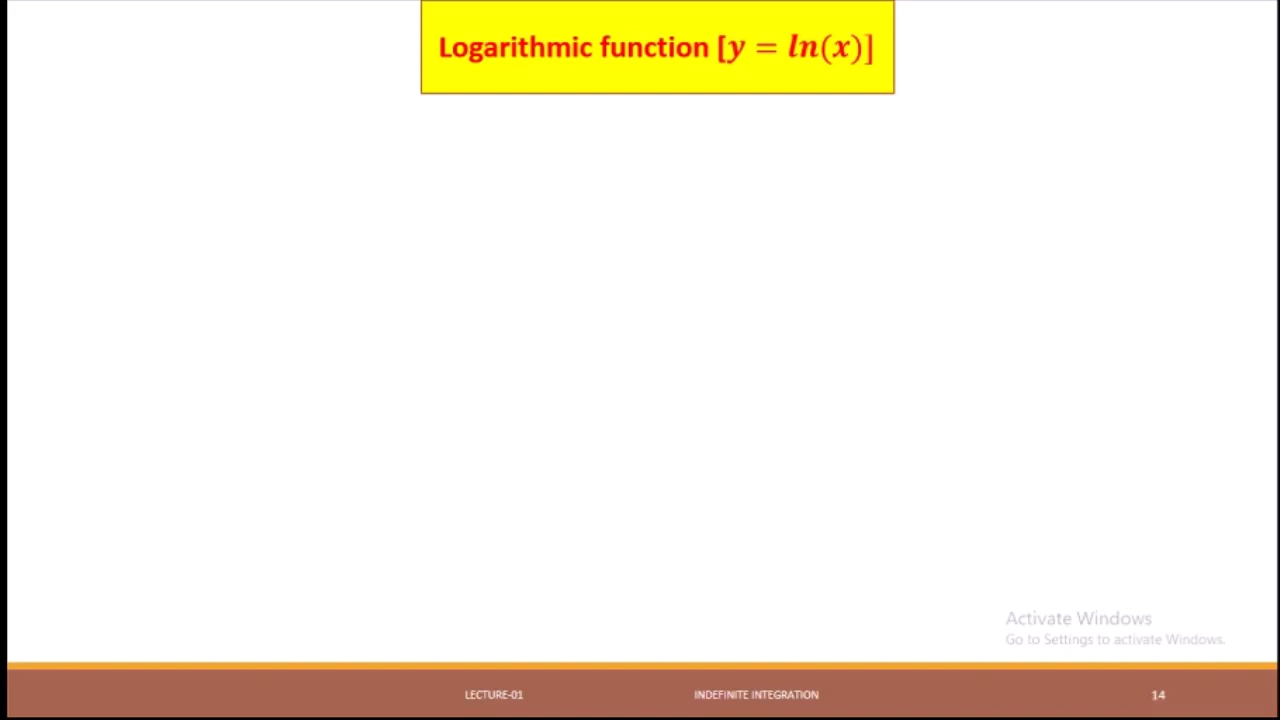 Logarithmic function [y = ln(x)]
Activate Windows
Go to Settings to activate Windows.
LECTURE-01 INDEFINITE INTEGRATION 14